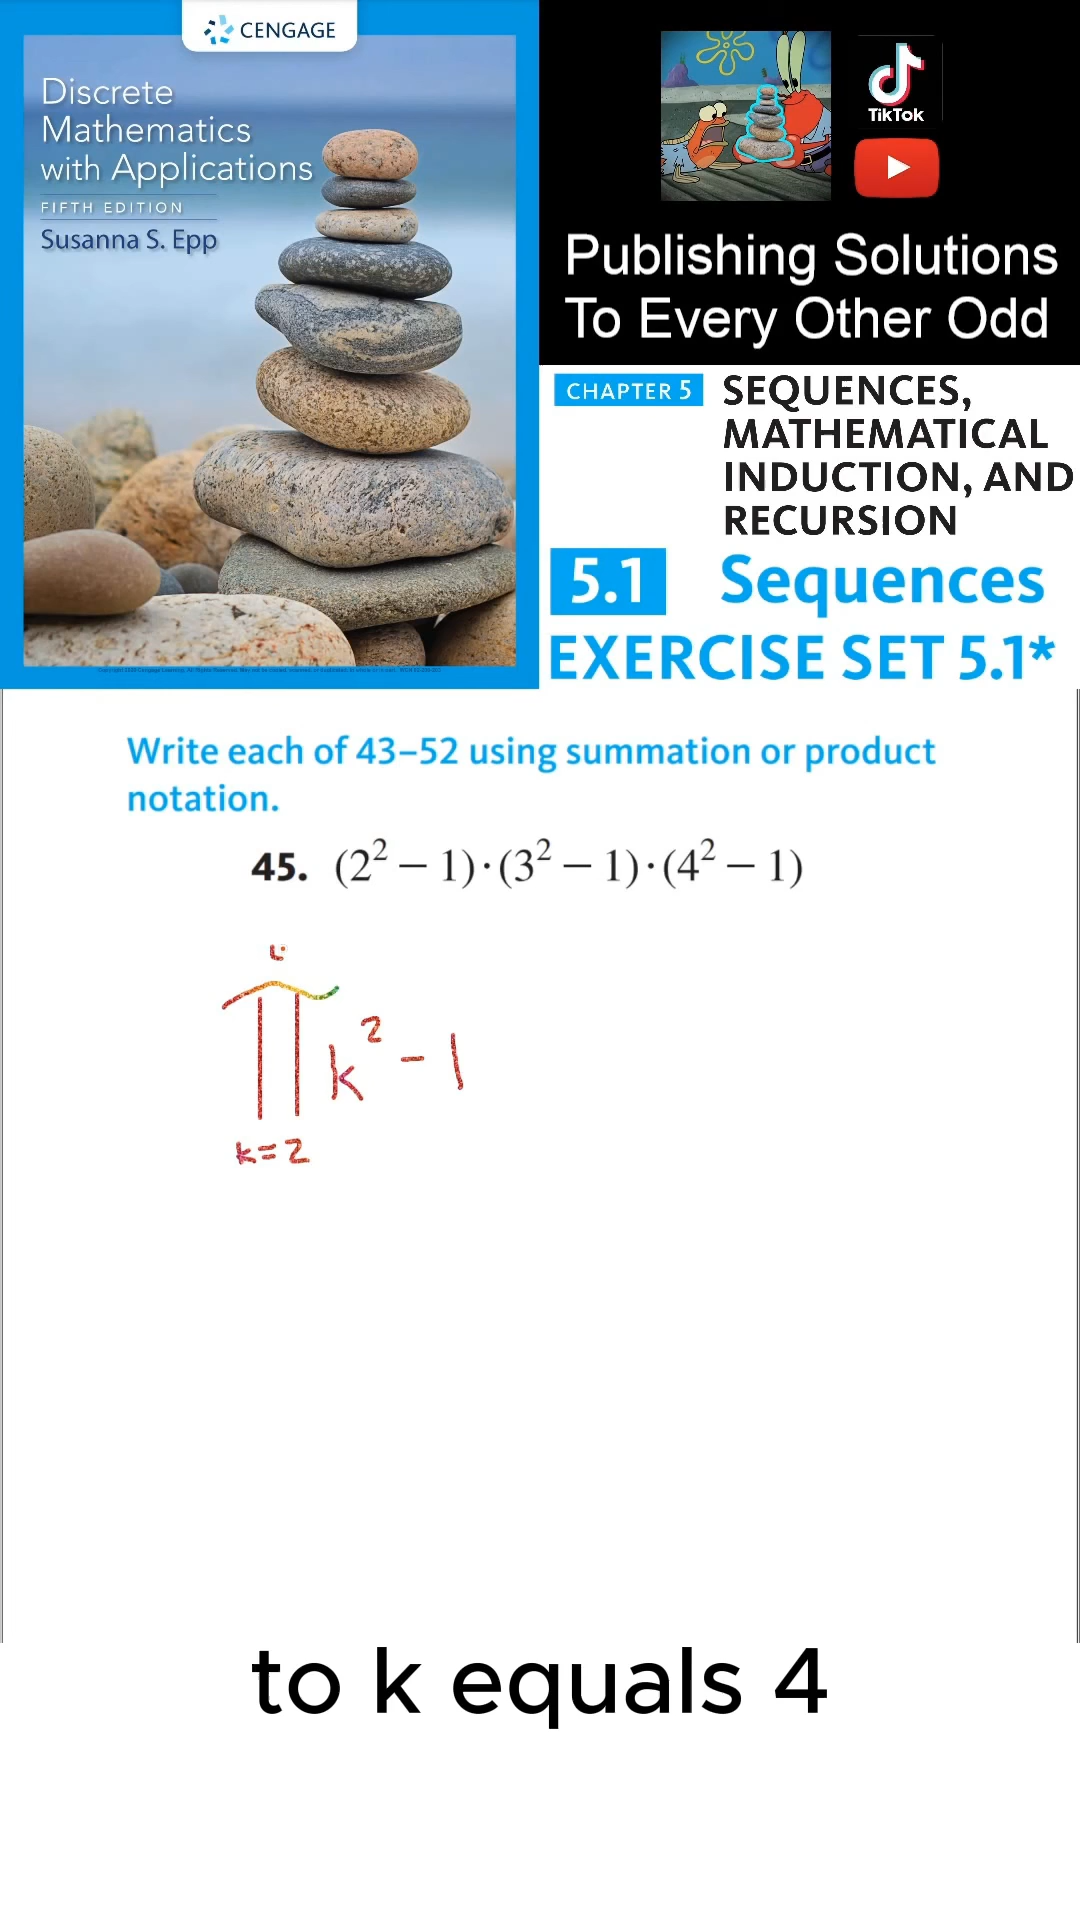 CENGAGE
Discrete
Mathematics
with Applications
FIFTH EDITION
Susanna S. Epp
TikTok
Publishing Solutions
To Every Other Odd
CHAPTER 5 SEQUENCES,
MATHEMATICAL
INDUCTION, AND
RECURSION
5.1 Sequences
EXERCISE SET 5.1*
Write each of 43–52 using summation or product
notation.
45. (2² − 1)·(3² − 1)·(4² − 1)
∏ k² - 1
k=2
to k equals 4